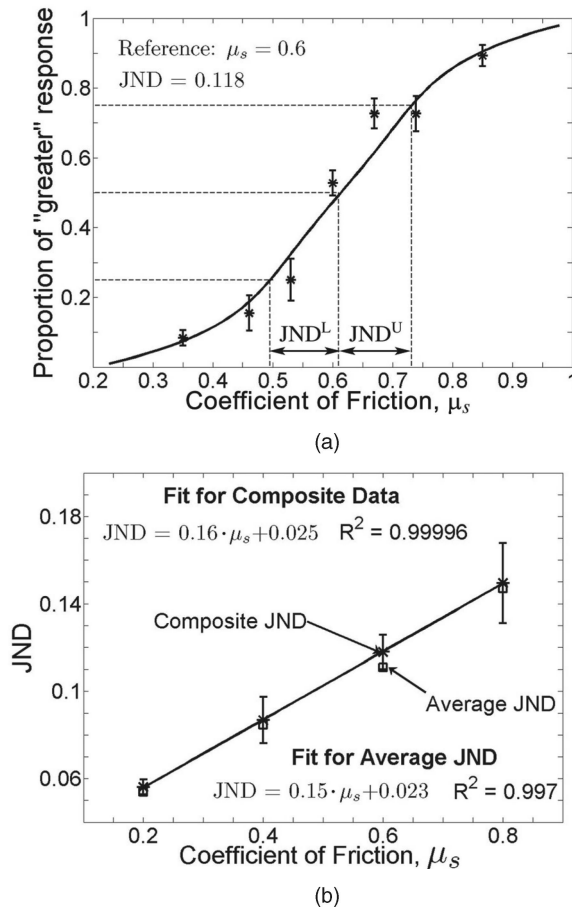 Reference: μs = 0.6
JND = 0.118
Proportion of "greater" response
1
0.8
0.6
0.4
0.2
JND^L
JND^U
0.2 0.3 0.4 0.5 0.6 0.7 0.8 0.9 1
Coefficient of Friction, μs
(a)
Fit for Composite Data
JND = 0.16·μs+0.025 R² = 0.99996
JND
0.18
0.14
0.1
0.06
Composite JND
Average JND
Fit for Average JND
JND = 0.15·μs+0.023 R² = 0.997
0.2 0.4 0.6 0.8
Coefficient of Friction, μs
(b)